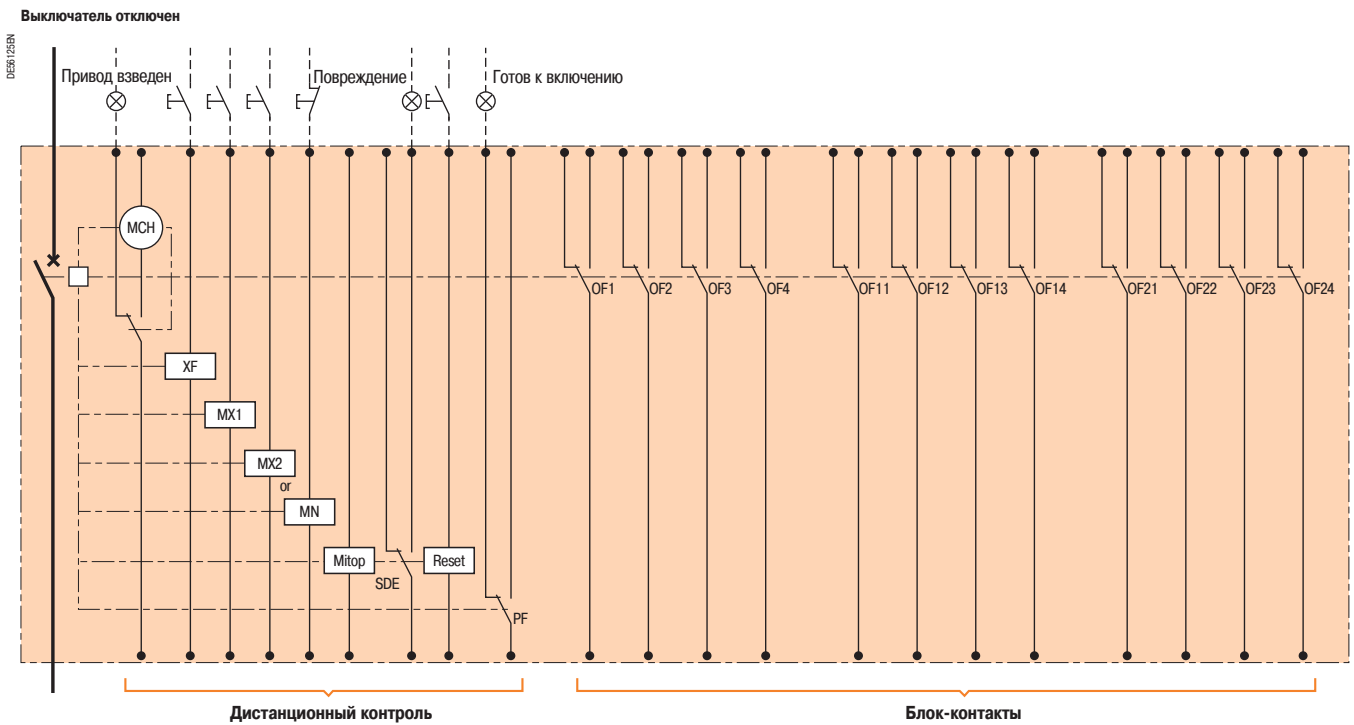 Выключатель отключен
DE56125EN
Привод взведен
Повреждение
Готов к включению
MCH
OF1
OF2
OF3
OF4
OF11
OF12
OF13
OF14
OF21
OF22
OF23
OF24
XF
MX1
MX2
or
MN
Mitop
SDE
Reset
PF
Дистанционный контроль
Блок-контакты